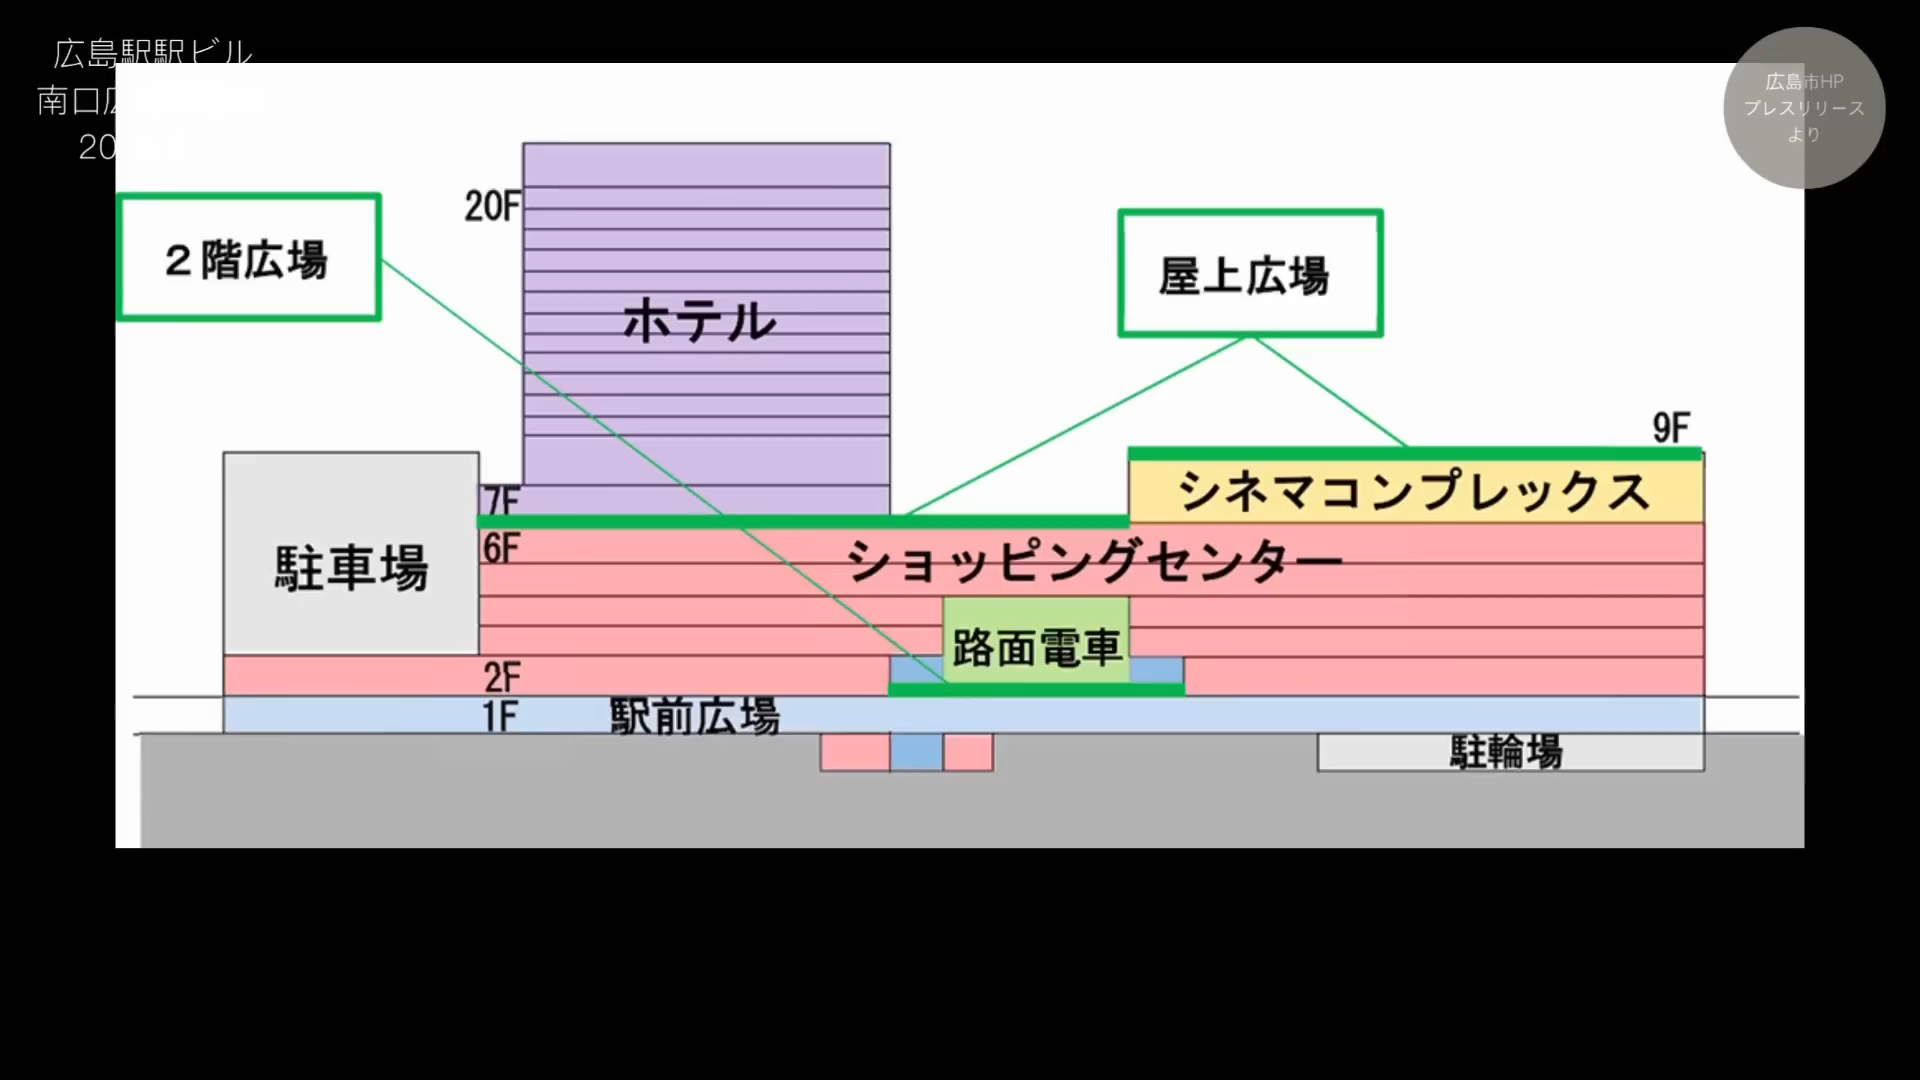 広島駅駅ビル
南口広
20
広島市HP
プレスリリース
より
20F
2階広場
屋上広場
ホテル
9F
シネマコンプレックス
7F
6F
ショッピングセンター
駐車場
路面電車
2F
1F
駅前広場
駐輪場